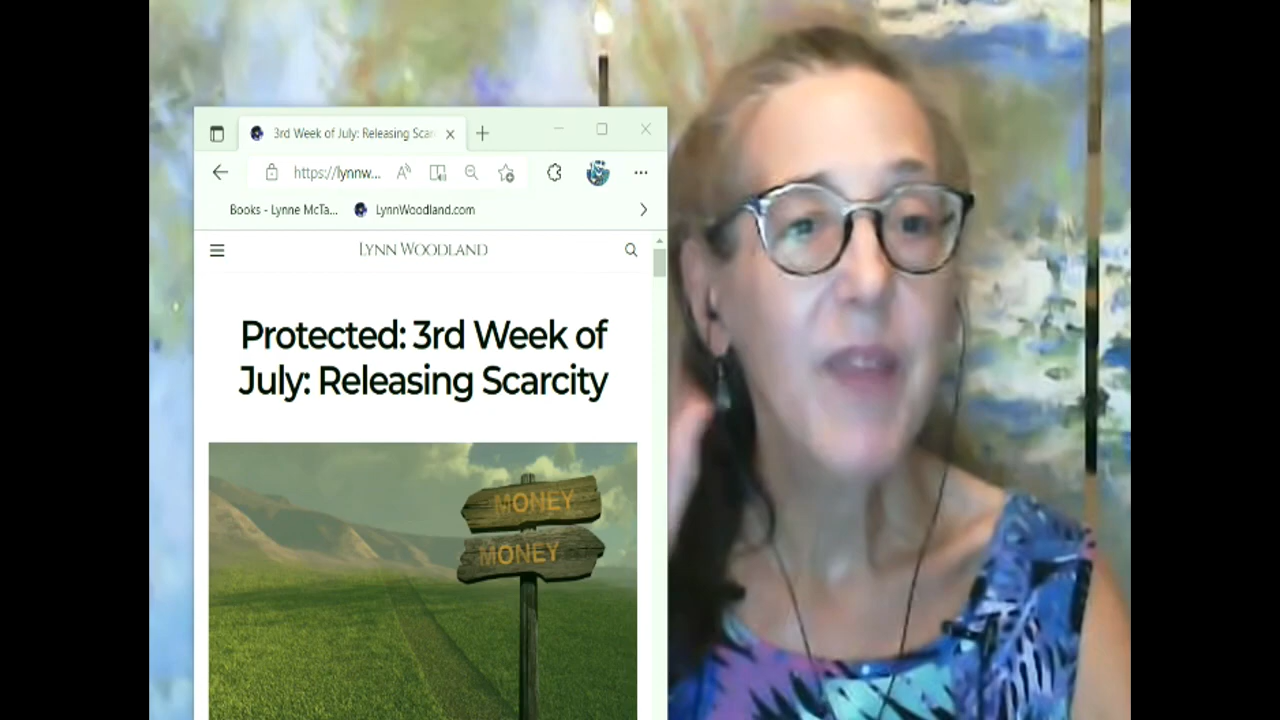 3rd Week of July: Releasing Scar
https://lynnw...
Books - Lynne McTa...
LynnWoodland.com
LYNN WOODLAND
Protected: 3rd Week of
July: Releasing Scarcity
MONEY
MONEY